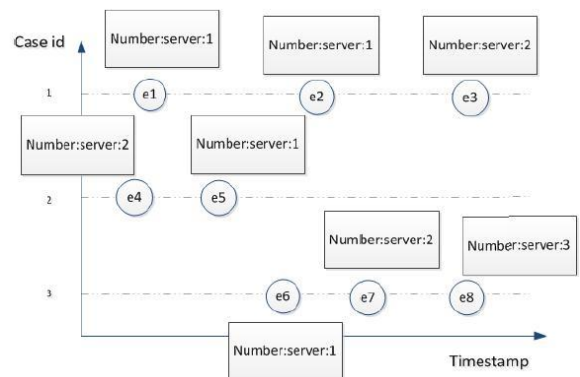 Case id
Number:server:1
Number:server:1
Number:server:2
1
e1
e2
e3
Number:server:2
Number:server:1
2
e4
e5
Number:server:2
Number:server:3
3
e6
e7
e8
Number:server:1
Timestamp